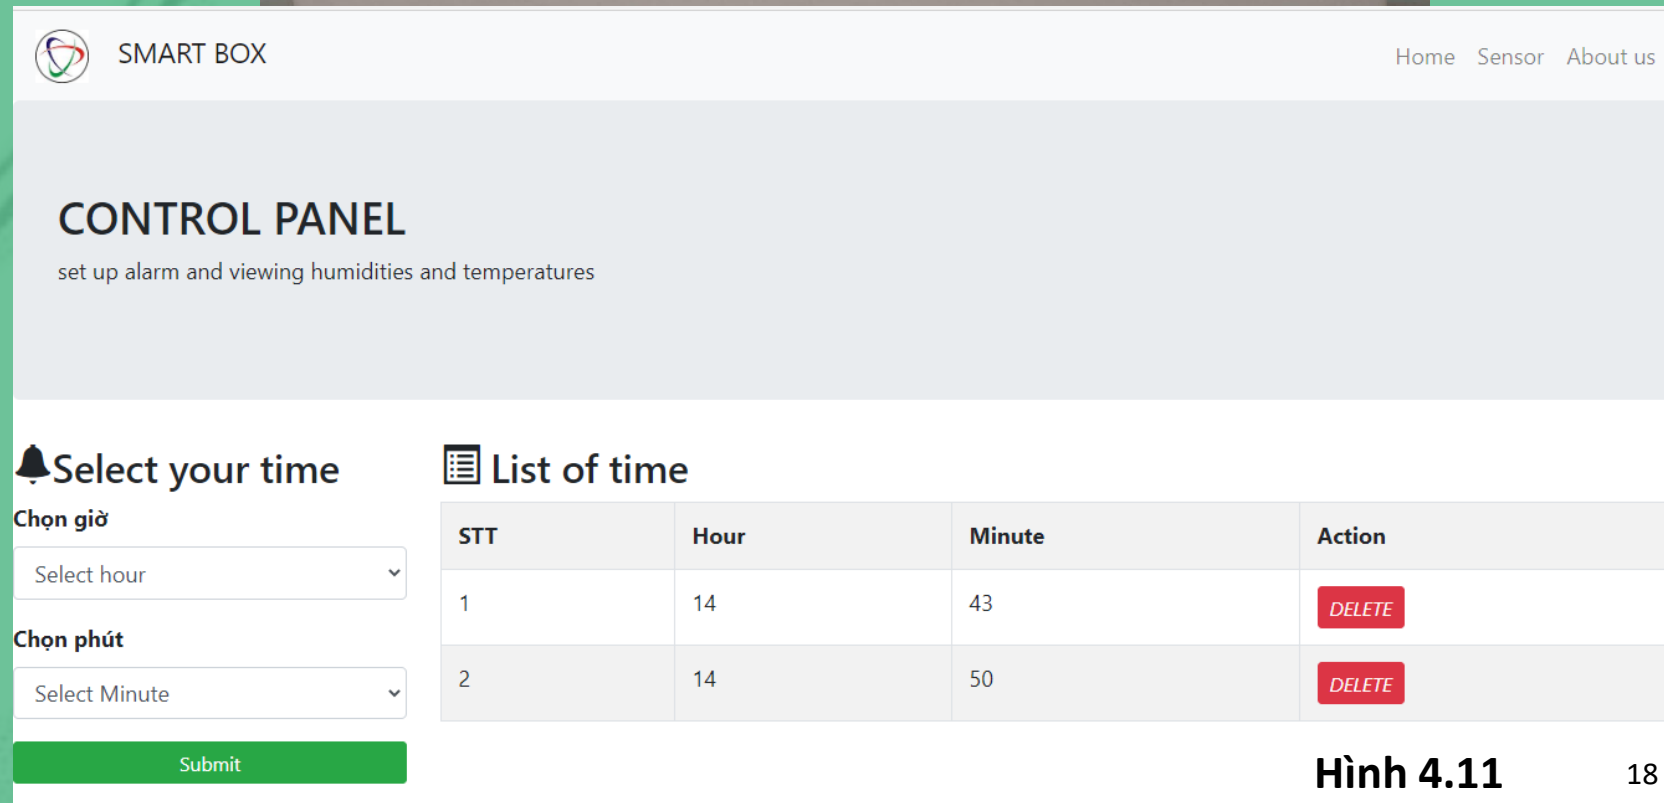 SMART BOX
Home Sensor About us
CONTROL PANEL
set up alarm and viewing humidities and temperatures
Select your time
Chọn giờ
Select hour
Chọn phút
Select Minute
Submit
List of time
STT Hour Minute Action
1 14 43 DELETE
2 14 50 DELETE
Hình 4.11
18